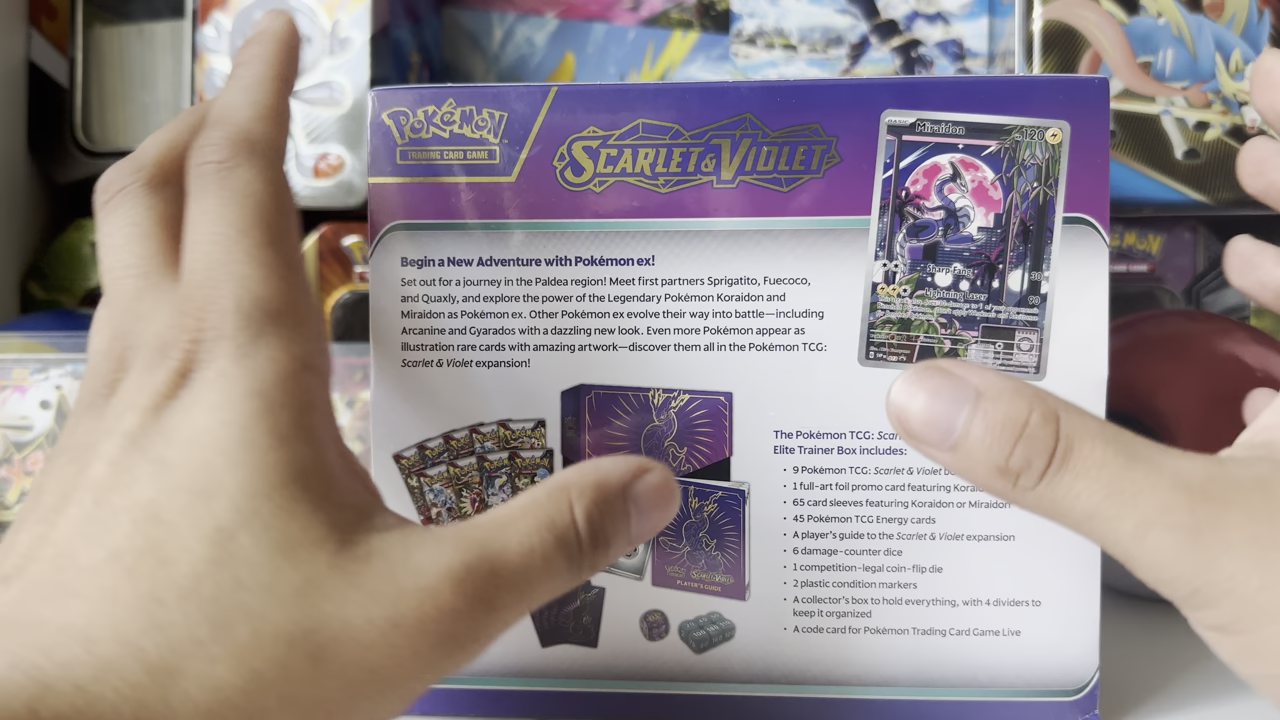 Pokémon
TRADING CARD GAME
SCARLET & VIOLET
BASIC
Miraidon
HP 120
Sharp Fang
30
Lightning Laser
90
Begin a New Adventure with Pokémon ex!
Set out for a journey in the Paldea region! Meet first partners Sprigatito, Fuecoco,
and Quaxly, and explore the power of the Legendary Pokémon Koraidon and
Miraidon as Pokémon ex. Other Pokémon ex evolve their way into battle—including
Arcanine and Gyarados with a dazzling new look. Even more Pokémon appear as
illustration rare cards with amazing artwork—discover them all in the Pokémon TCG:
Scarlet & Violet expansion!
The Pokémon TCG:
Elite Trainer Box includes:
• 9 Pokémon TCG: Scarlet & Violet
• 1 full-art foil promo card featuring
• 65 card sleeves featuring Koraidon or Miraidon
• 45 Pokémon TCG Energy cards
• A player's guide to the Scarlet & Violet expansion
• 6 damage-counter dice
• 1 competition-legal coin-flip die
• 2 plastic condition markers
• A collector's box to hold everything, with 4 dividers to
keep it organized
• A code card for Pokémon Trading Card Game Live
PLAYER'S GUIDE